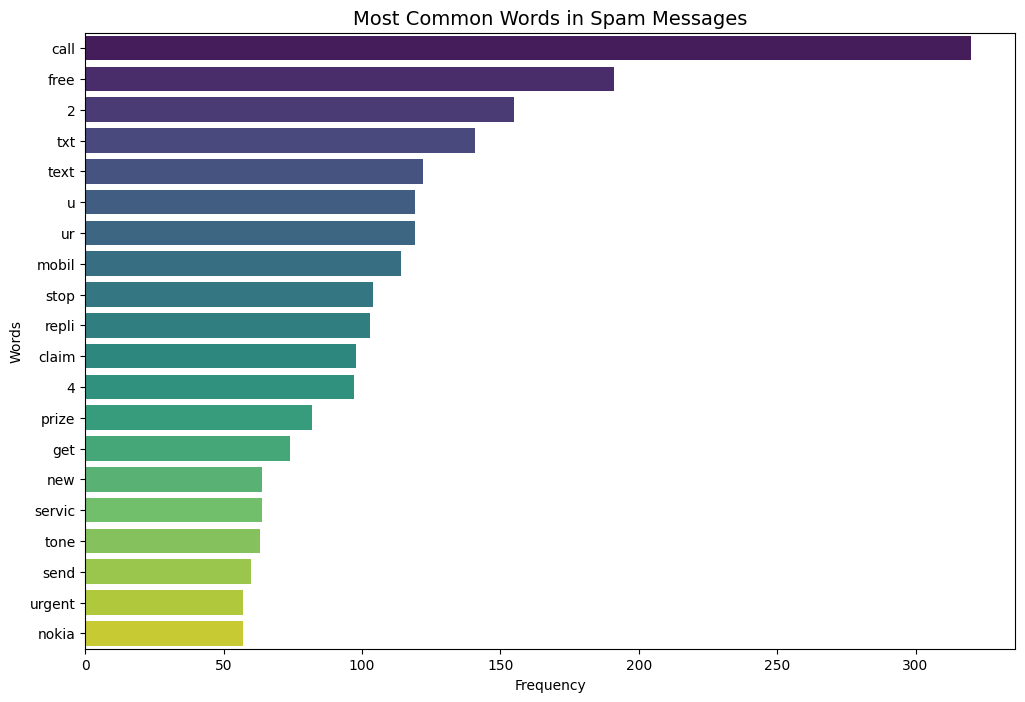 Most Common Words in Spam Messages
call
free
2
txt
text
u
ur
mobil
stop
repli
claim
4
prize
get
new
servic
tone
send
urgent
nokia
Words
0 50 100 150 200 250 300
Frequency